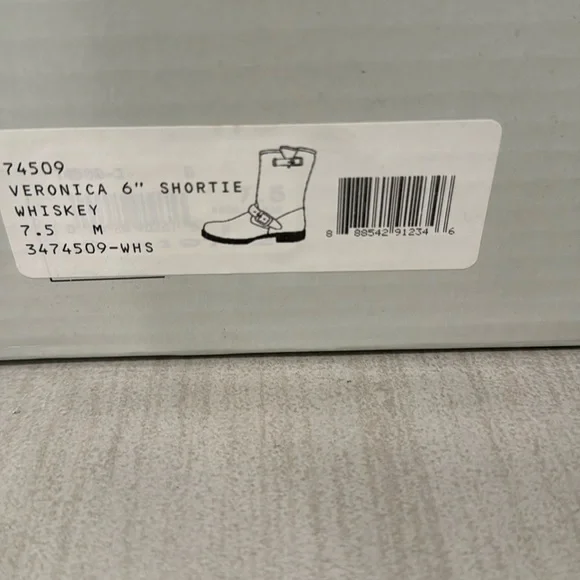 74509
VERONICA 6" SHORTIE
WHISKEY
7.5 M
3474509-WHS
8 88542 91234 6